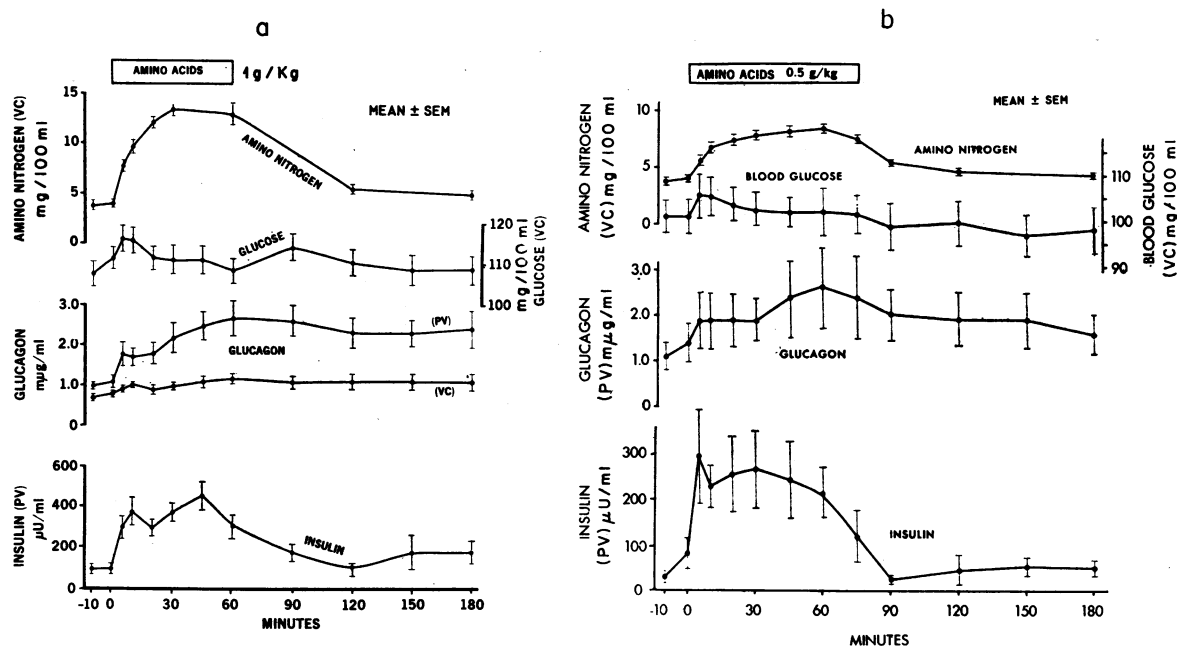 a
AMINO ACIDS 1g/Kg
MEAN ± SEM
AMINO NITROGEN (VC)
mg/100 ml
15
10
5
0
AMINO NITROGEN
GLUCOSE
120
110
100
mg/100 ml
GLUCOSE (VC)
GLUCAGON
mμg/ml
3.0
2.0
1.0
0
(PV)
GLUCAGON
(VC)
INSULIN (PV)
μU/ml
600
400
200
0
INSULIN
-10 0 30 60 90 120 150 180
MINUTES
b
AMINO ACIDS 0.5 g/kg
MEAN ± SEM
AMINO NITROGEN
(VC) mg/100 ml
10
5
0
AMINO NITROGEN
BLOOD GLUCOSE
110
100
90
BLOOD GLUCOSE
(VC) mg/100 ml
GLUCAGON
(PV) mμg/ml
3.0
2.0
1.0
0
GLUCAGON
INSULIN
(PV) μU/ml
300
200
100
0
INSULIN
-10 0 30 60 90 120 150 180
MINUTES